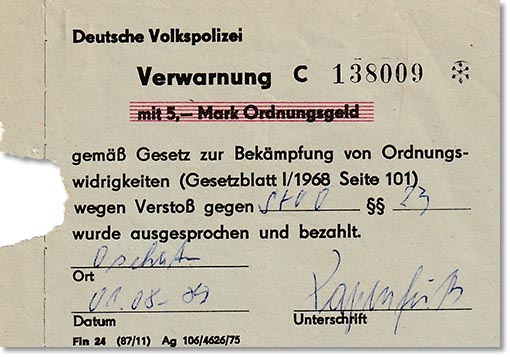 Deutsche Volkspolizei
Verwarnung C 138009
mit 5,— Mark Ordnungsgeld
gemäß Gesetz zur Bekämpfung von Ordnungs-
widrigkeiten (Gesetzblatt I/1968 Seite 101)
wegen Verstoß gegen StVO §§ 23
wurde ausgesprochen und bezahlt.
Oschatz
Ort
Datum
Unterschrift
Fin 24 (87/11) Ag 106/4626/75